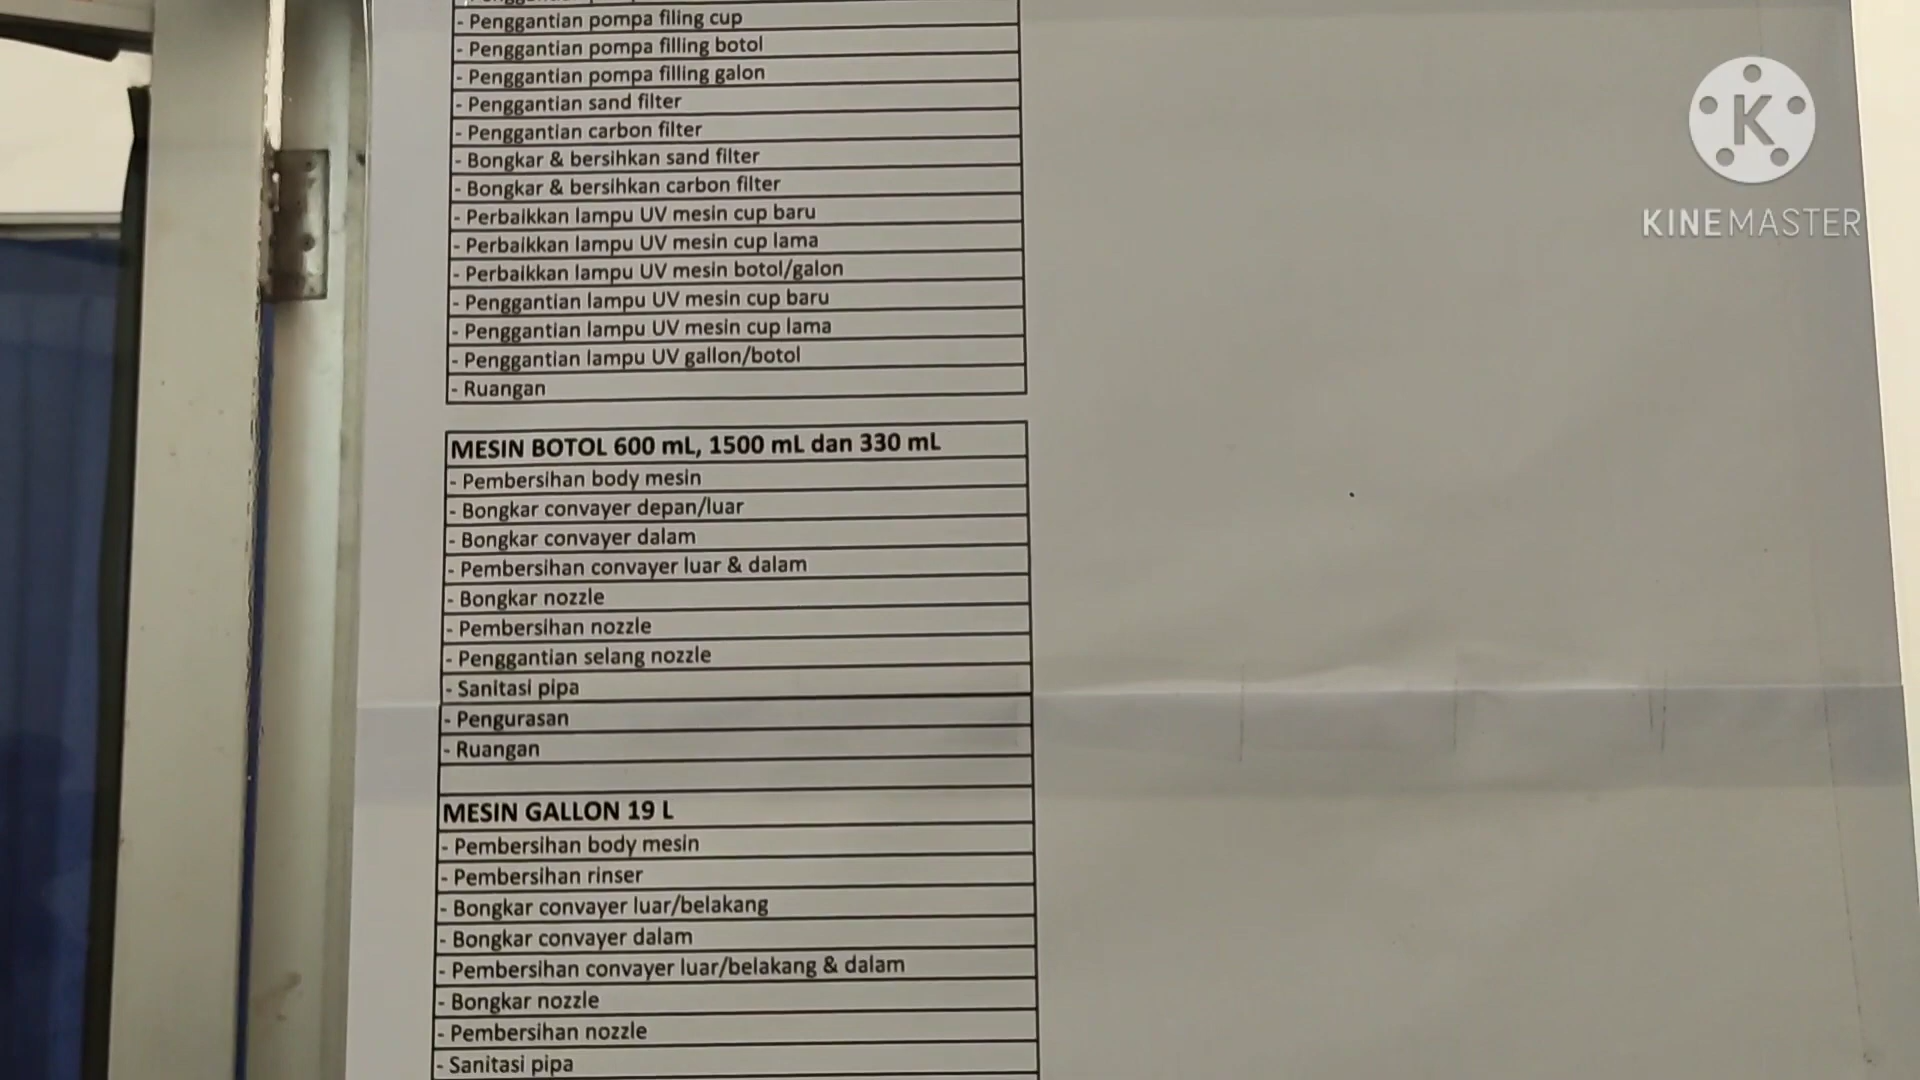 - Penggantian pompa filing cup
- Penggantian pompa filling botol
- Penggantian pompa filling galon
- Penggantian sand filter
- Penggantian carbon filter
- Bongkar & bersihkan sand filter
- Bongkar & bersihkan carbon filter
- Perbaikkan lampu UV mesin cup baru
- Perbaikkan lampu UV mesin cup lama
- Perbaikkan lampu UV mesin botol/galon
- Penggantian lampu UV mesin cup baru
- Penggantian lampu UV mesin cup lama
- Penggantian lampu UV gallon/botol
- Ruangan
MESIN BOTOL 600 mL, 1500 mL dan 330 mL
- Pembersihan body mesin
- Bongkar convayer depan/luar
- Bongkar convayer dalam
- Pembersihan convayer luar & dalam
- Bongkar nozzle
- Pembersihan nozzle
- Penggantian selang nozzle
- Sanitasi pipa
- Pengurasan
- Ruangan
MESIN GALLON 19 L
- Pembersihan body mesin
- Pembersihan rinser
- Bongkar convayer luar/belakang
- Bongkar convayer dalam
- Pembersihan convayer luar/belakang & dalam
- Bongkar nozzle
- Pembersihan nozzle
- Sanitasi pipa
K
KINEMASTER